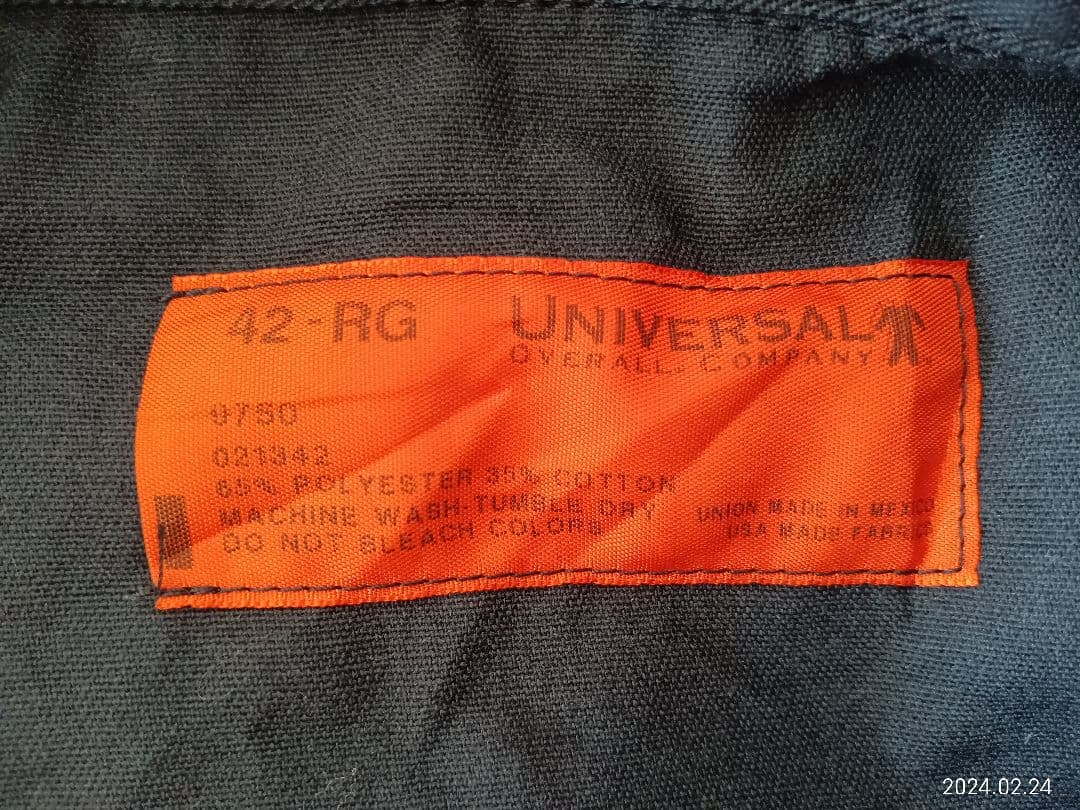 42-RG
UNIVERSAL
OVERALL COMPANY
021342
65% POLYESTER 35% COTTON
MACHINE WASH-TUMBLE DRY
DO NOT BLEACH COLORS
UNION MADE IN MEXICO
USA MADE FABRIC
2024.02.24